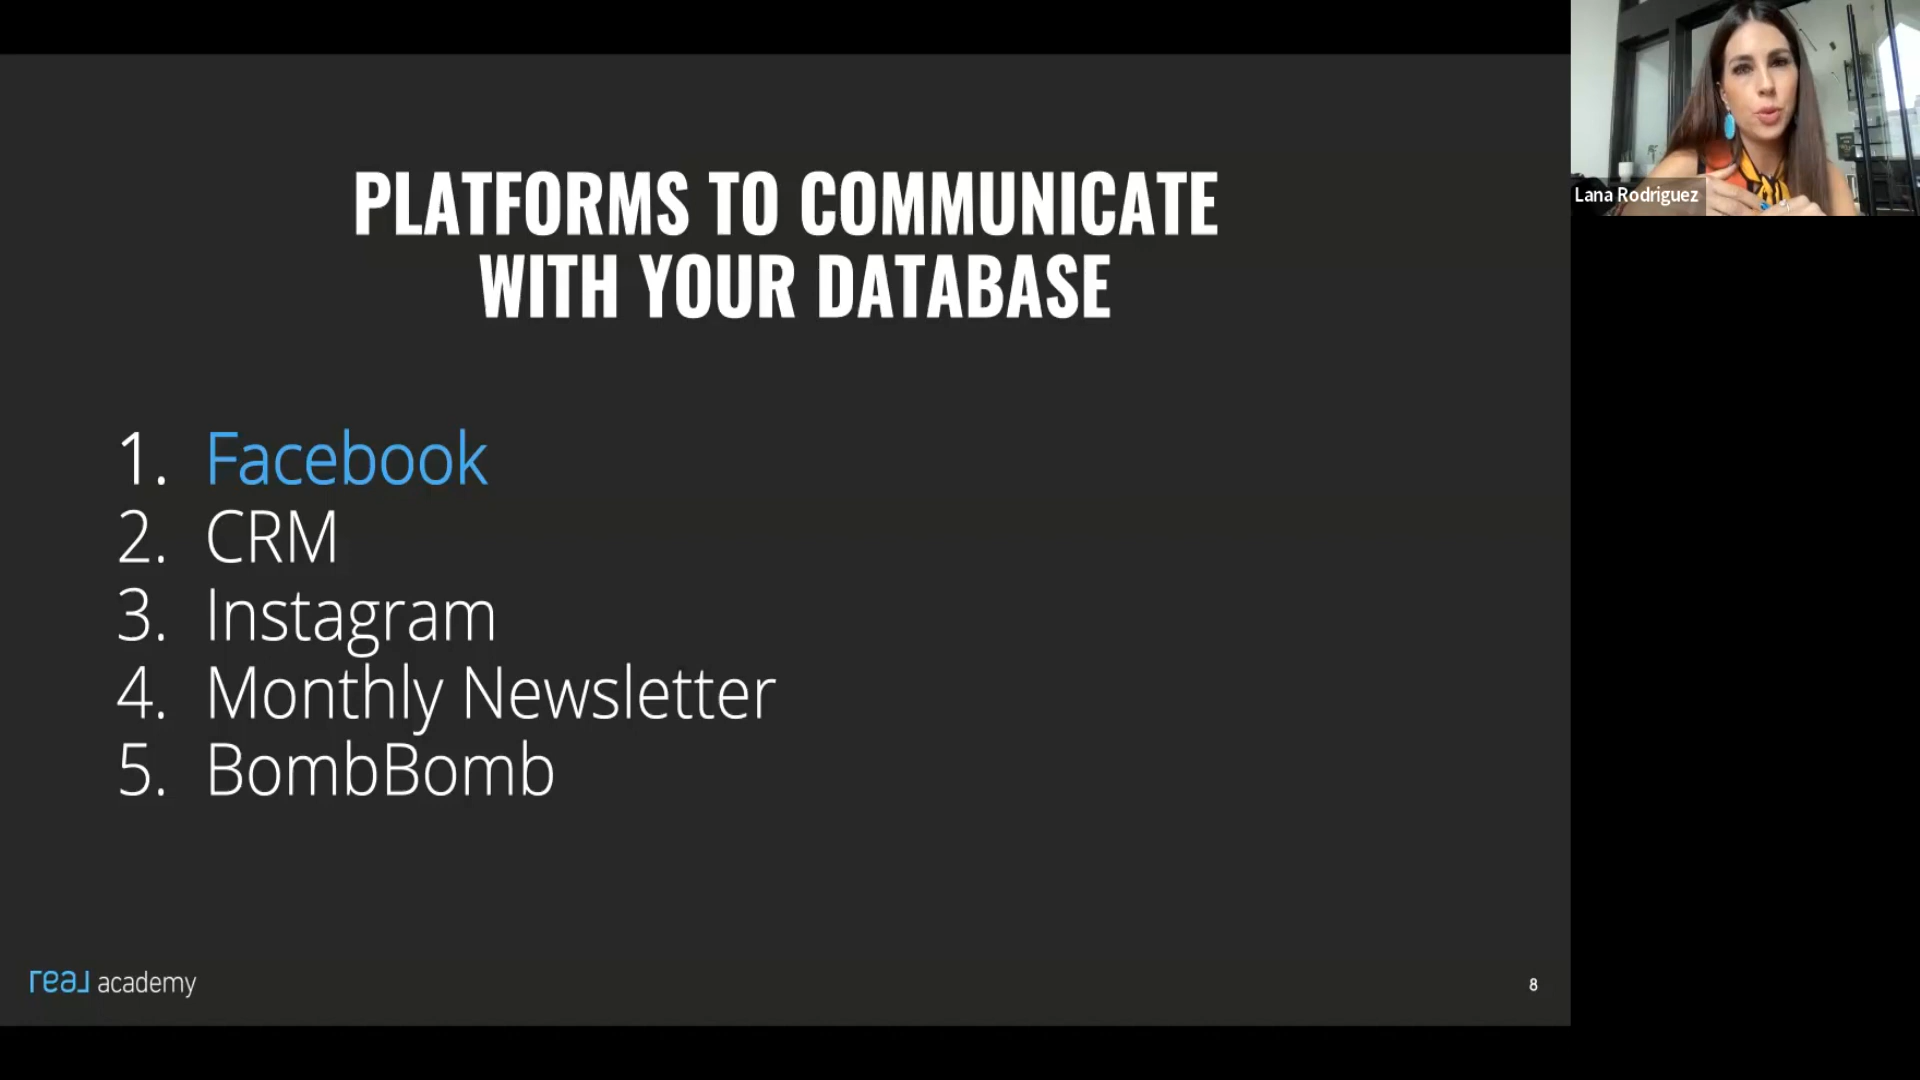 PLATFORMS TO COMMUNICATE
WITH YOUR DATABASE
1. Facebook
2. CRM
3. Instagram
4. Monthly Newsletter
5. BombBomb
real academy
8
Lana Rodriguez